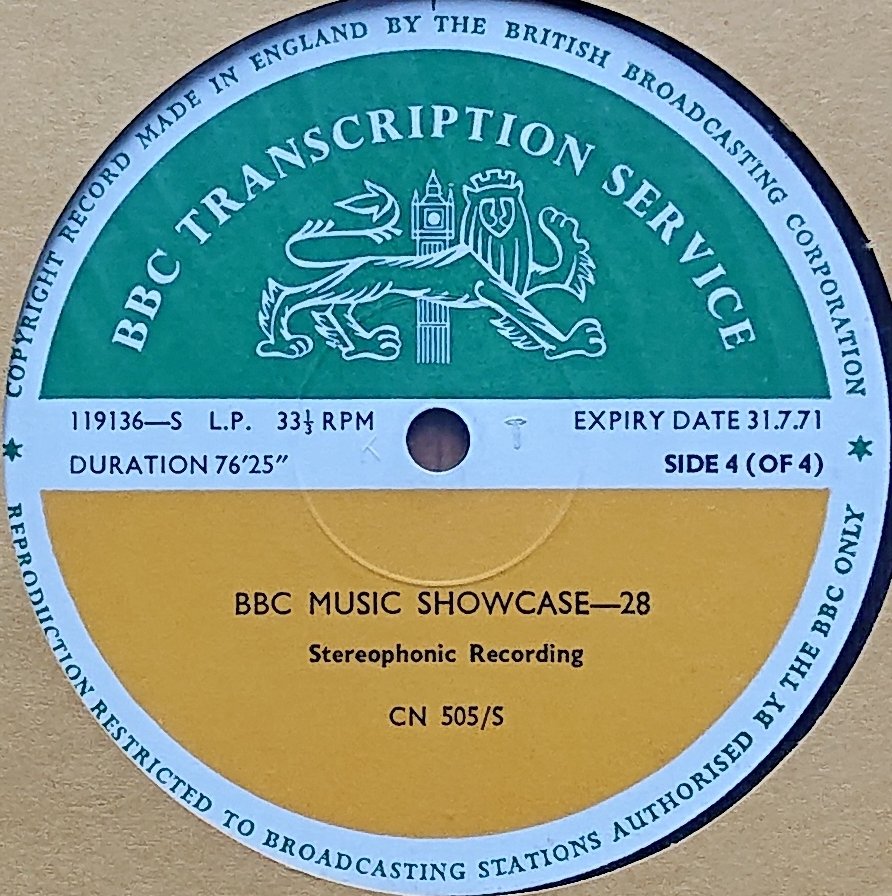 COPYRIGHT RECORD MADE IN ENGLAND BY THE BRITISH BROADCASTING CORPORATION
BBC TRANSCRIPTION SERVICE
119136—S L.P. 33⅓ RPM
EXPIRY DATE 31.7.71
DURATION 76'25"
SIDE 4 (OF 4)
BBC MUSIC SHOWCASE—28
Stereophonic Recording
CN 505/S
REPRODUCTION RESTRICTED TO BROADCASTING STATIONS AUTHORISED BY THE BBC ONLY